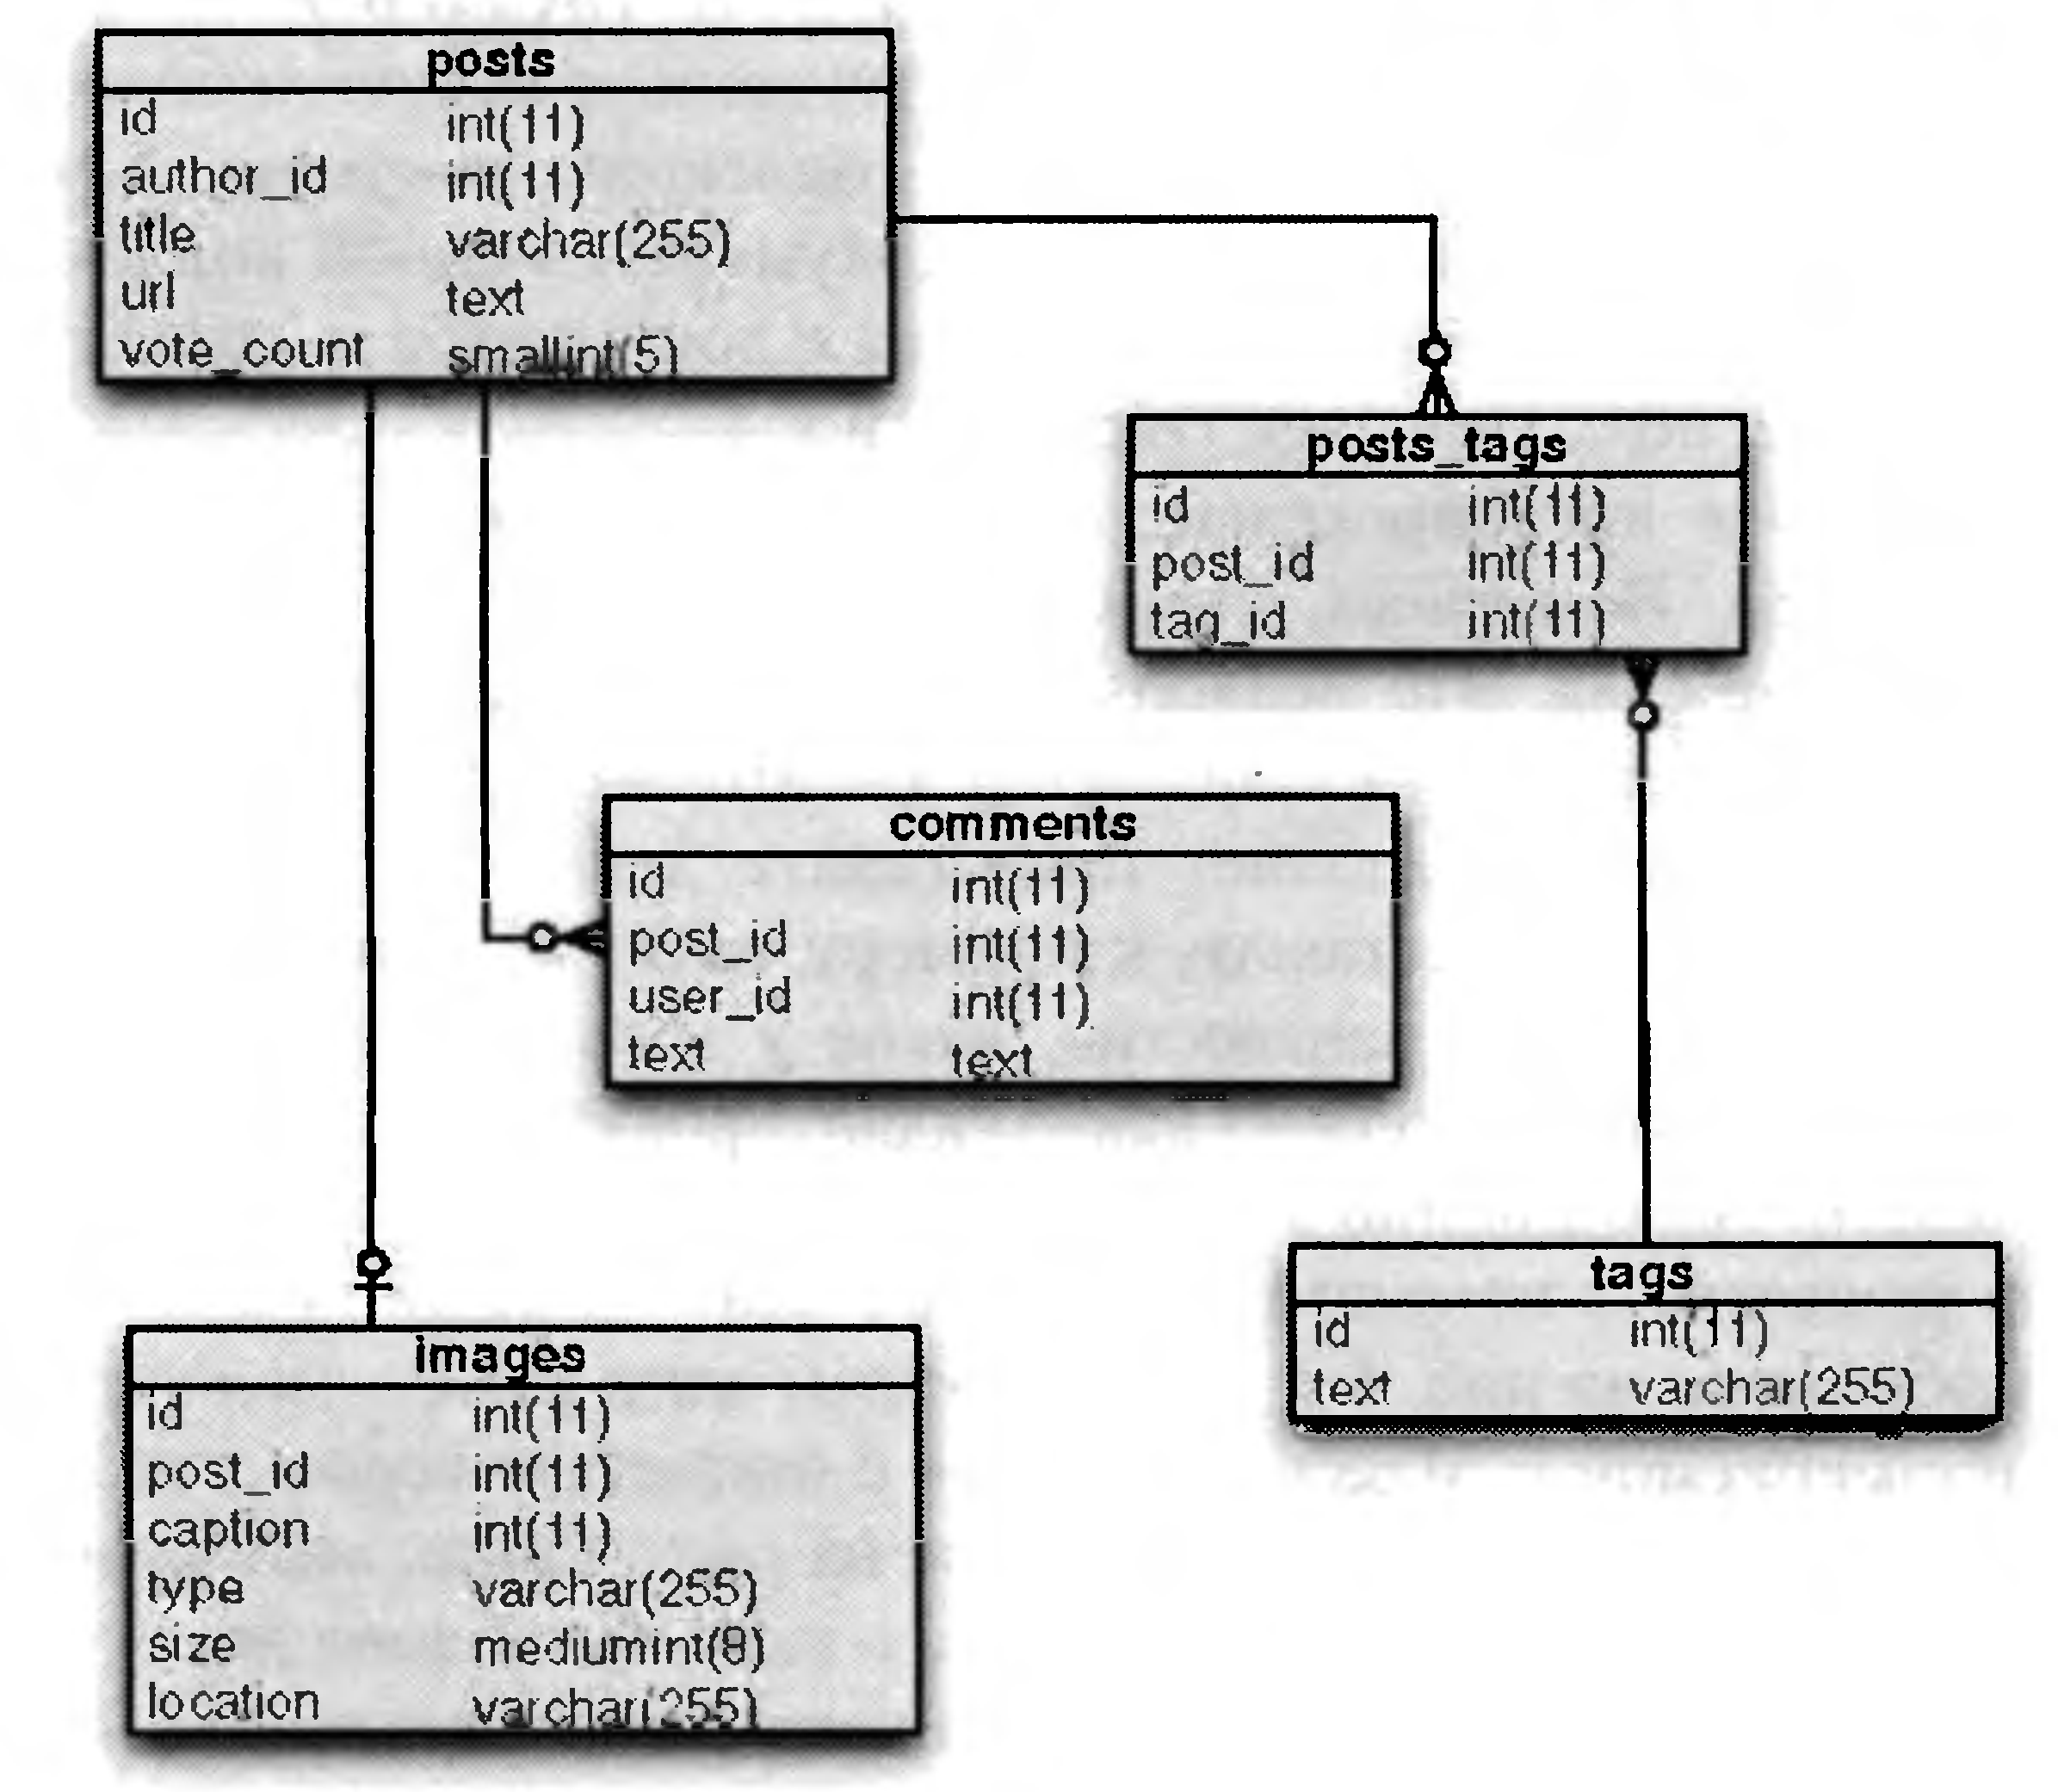 posts
id int(11)
author_id int(11)
title varchar(255)
url text
vote_count smallint(5)
posts_tags
id int(11)
post_id int(11)
tag_id int(11)
comments
id int(11)
post_id int(11)
user_id int(11)
text text
tags
id int(11)
text varchar(255)
images
id int(11)
post_id int(11)
caption int(11)
type varchar(255)
size mediumint(8)
location varchar(255)